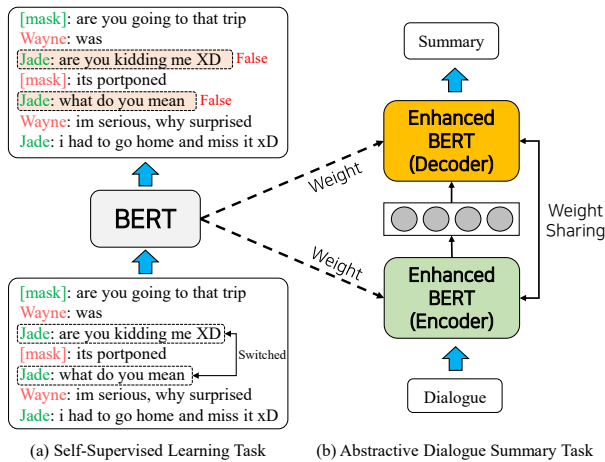 [mask]: are you going to that trip
Wayne: was
Jade: are you kidding me XD False
[mask]: its portponed
Jade: what do you mean False
Wayne: im serious, why surprised
Jade: i had to go home and miss it xD
BERT
[mask]: are you going to that trip
Wayne: was
Jade: are you kidding me XD
[mask]: its portponed
Switched
Jade: what do you mean
Wayne: im serious, why surprised
Jade: i had to go home and miss it xD
(a) Self-Supervised Learning Task
Summary
Enhanced
BERT
(Decoder)
Weight
Weight
Sharing
Weight
Enhanced
BERT
(Encoder)
Dialogue
(b) Abstractive Dialogue Summary Task